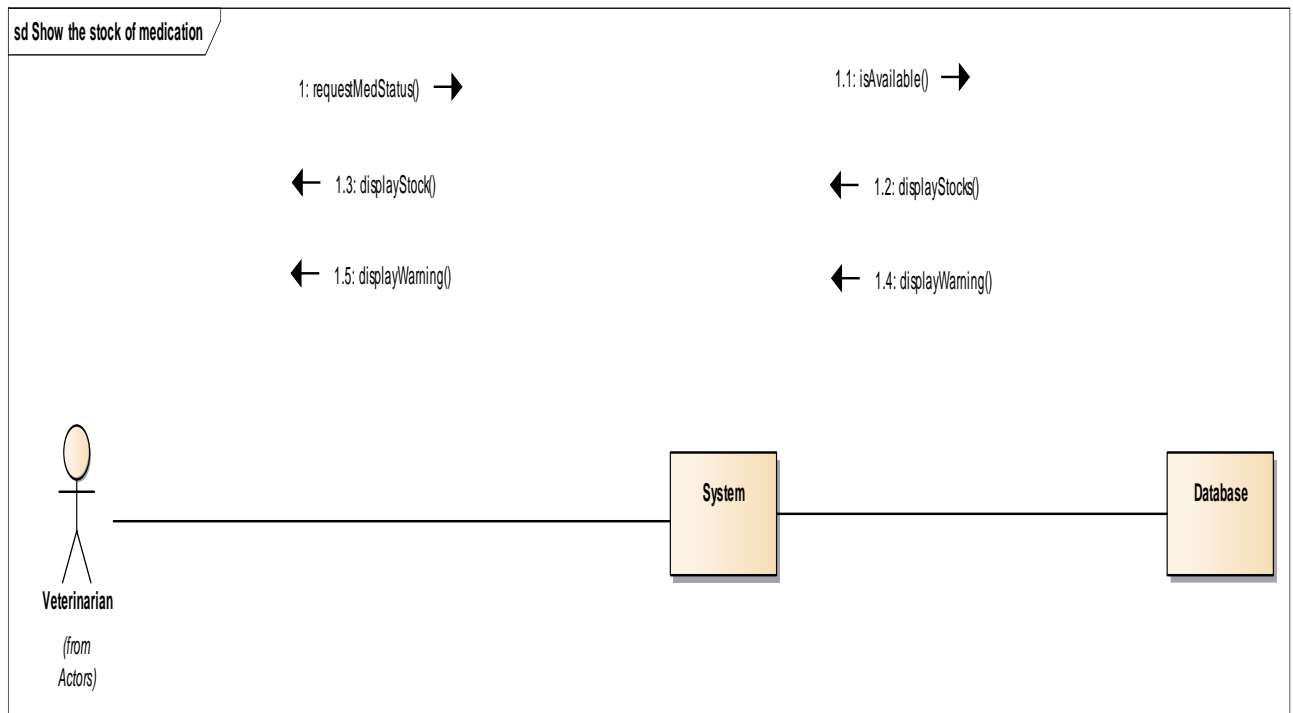 sd Show the stock of medication
1: requestMedStatus()
1.1: isAvailable()
1.3: displayStock()
1.2: displayStocks()
1.5: displayWarning()
1.4: displayWarning()
System
Database
Veterinarian
(from
Actors)